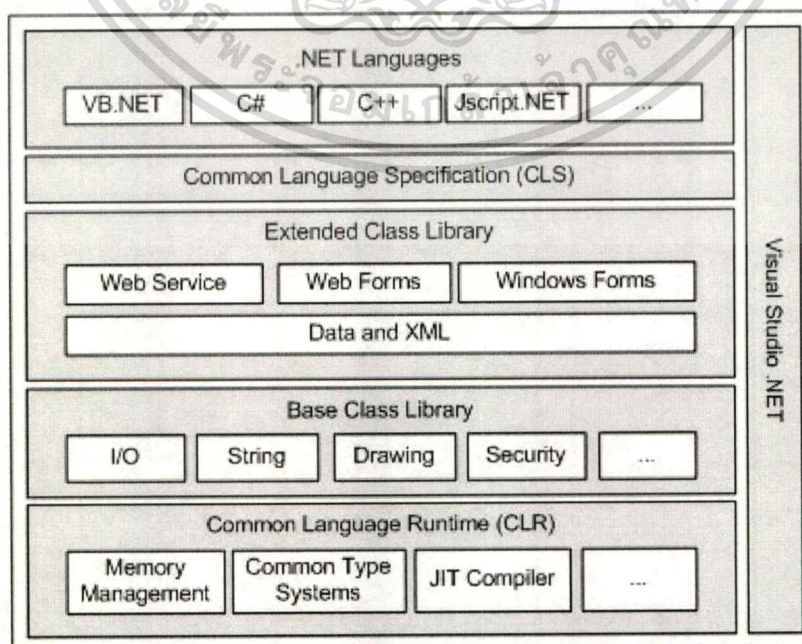 .NET Languages
VB.NET C# C++ Jscript.NET ...
Common Language Specification (CLS)
Extended Class Library
Web Service Web Forms Windows Forms
Data and XML
Base Class Library
I/O String Drawing Security ...
Common Language Runtime (CLR)
Memory Management Common Type Systems JIT Compiler ...
Visual Studio .NET